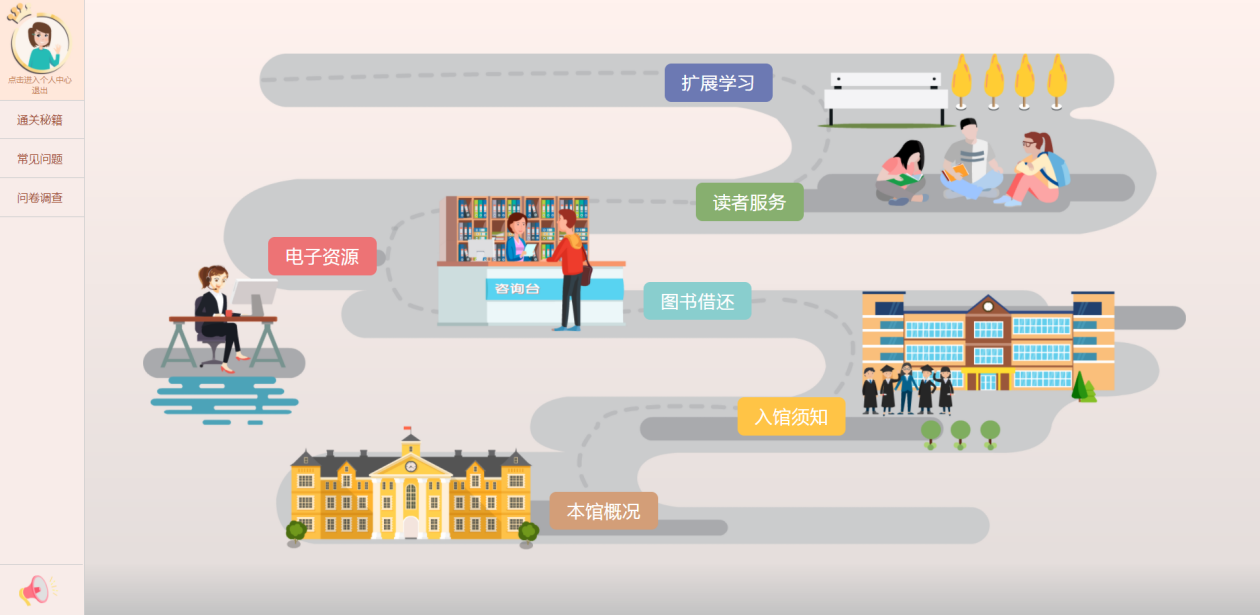 点击进入个人中心
退出
通关秘籍
常见问题
问卷调查
扩展学习
读者服务
电子资源
咨询台
图书借还
入馆须知
本馆概况